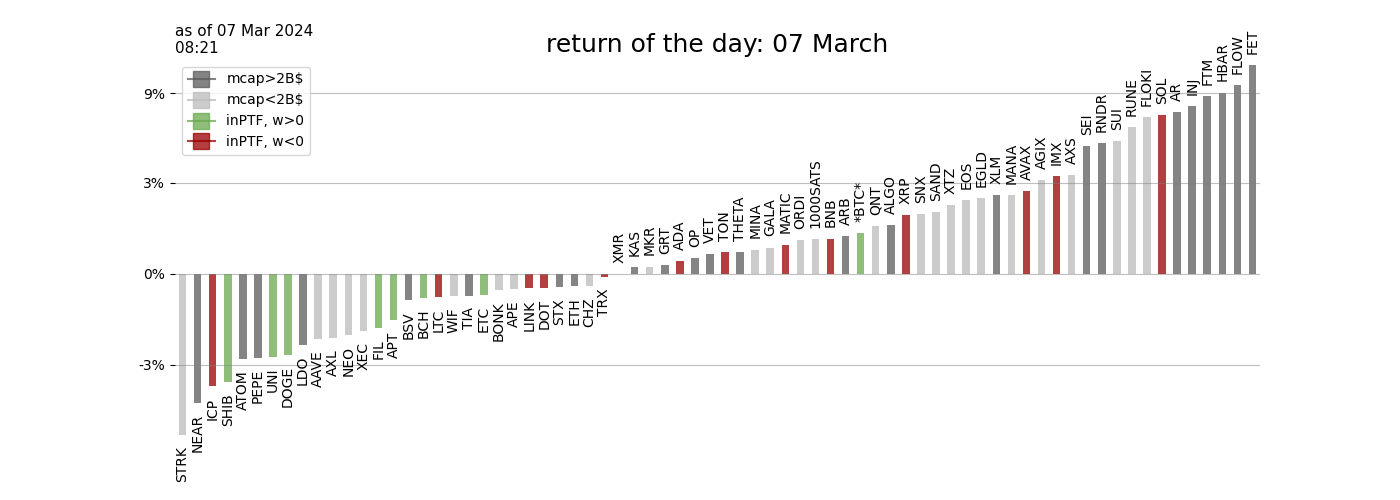 as of 07 Mar 2024
08:21
return of the day: 07 March
mcap>2B$
mcap<2B$
inPTF, w>0
inPTF, w<0
9%
3%
0%
-3%
STRK
NEAR
ICP
SHIB
ATOM
PEPE
UNI
DOGE
LDO
AAVE
AXL
NEO
XEC
FIL
APT
BSV
BCH
LTC
WIF
TIA
ETC
BONK
APE
LINK
DOT
STX
ETH
CHZ
TRX
XMR
KAS
MKR
GRT
ADA
OP
VET
TON
THETA
MINA
GALA
MATIC
ORDI
1000SATS
BNB
ARB
*BTC*
QNT
ALGO
XRP
SNX
SAND
XTZ
EOS
EGLD
XLM
MANA
AVAX
AGIX
IMX
AXS
SEI
RNDR
SUI
RUNE
FLOKI
SOL
AR
INJ
FTM
HBAR
FLOW
FET